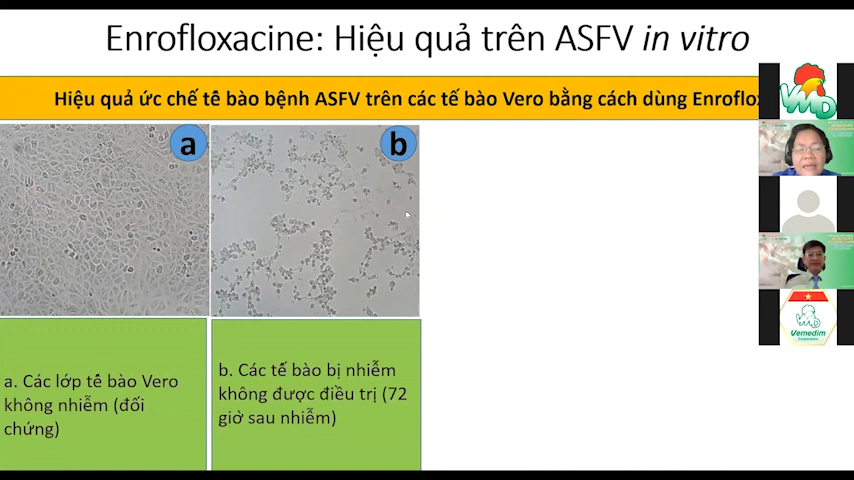 Enrofloxacine: Hiệu quả trên ASFV in vitro
Hiệu quả ức chế tế bào bệnh ASFV trên các tế bào Vero bằng cách dùng Enroflo
a
b
a. Các lớp tế bào Vero
không nhiễm (đối
chứng)
b. Các tế bào bị nhiễm
không được điều trị (72
giờ sau nhiễm)
VMD
Vemedim
Corporation